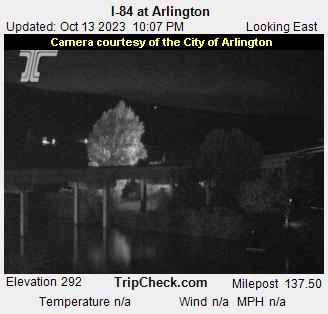 I-84 at Arlington
Updated: Oct 13 2023 10:07 PM Looking East
Camera courtesy of the City of Arlington
Elevation 292 TripCheck.com Milepost 137.50
Temperature n/a Wind n/a MPH n/a